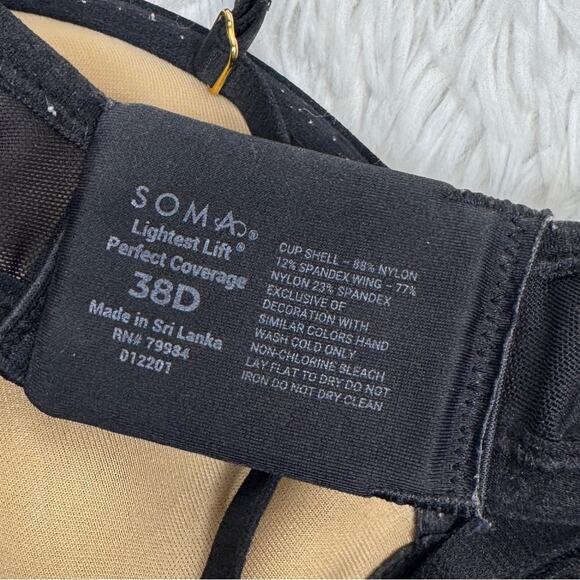 SOMA®
Lightest Lift®
Perfect Coverage
38D
Made in Sri Lanka
RN# 79984
012201
CUP SHELL – 88% NYLON
12% SPANDEX WING – 77%
NYLON 23% SPANDEX
EXCLUSIVE OF
DECORATION WITH
SIMILAR COLORS HAND
WASH COLD ONLY
NON-CHLORINE BLEACH
LAY FLAT TO DRY DO NOT
IRON DO NOT DRY CLEAN